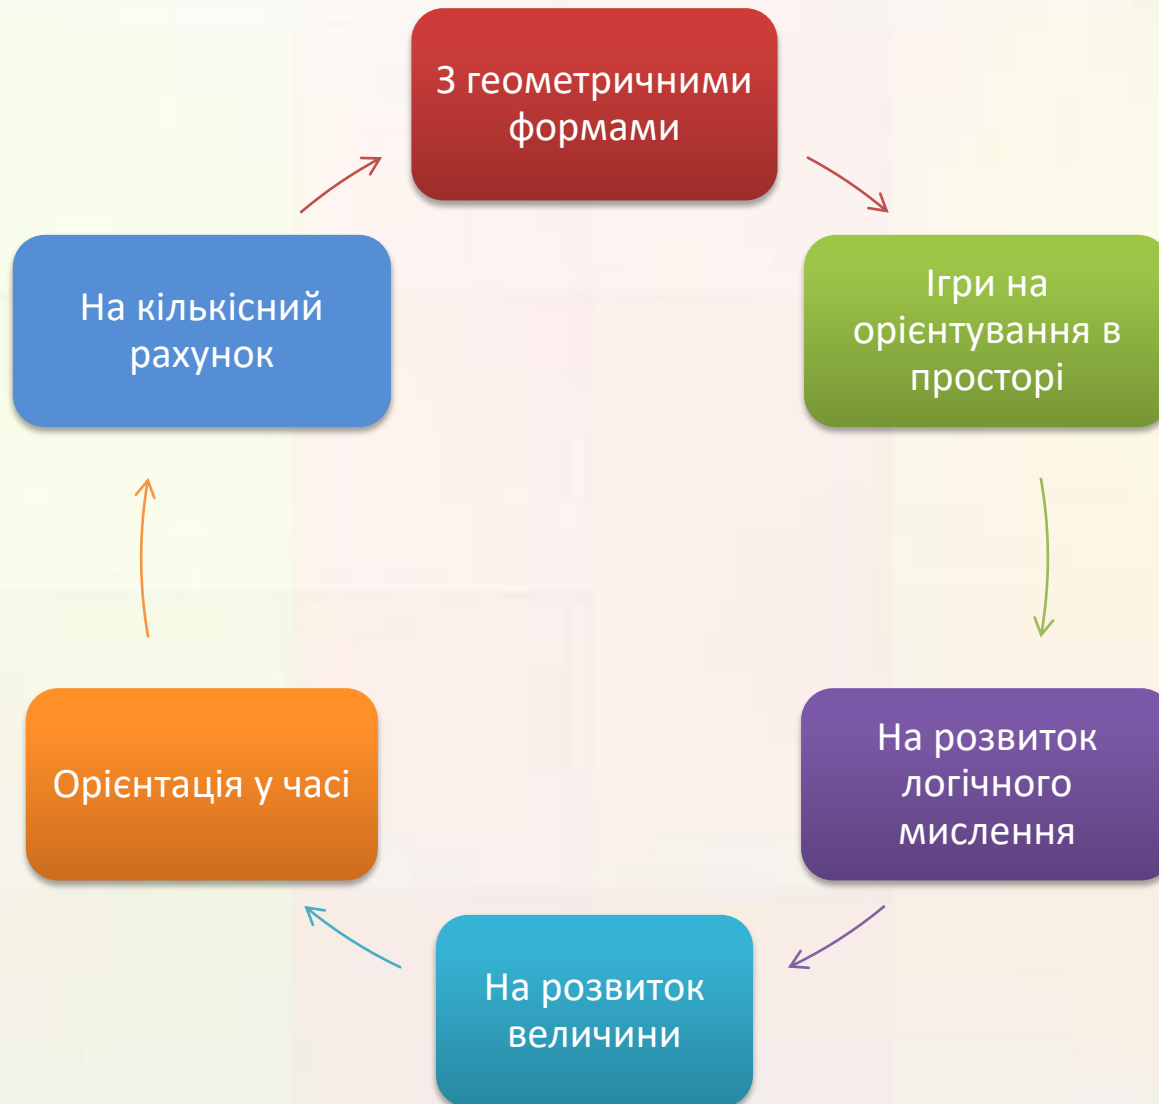 З геометричними
формами
Ігри на
орієнтування в
просторі
На розвиток
логічного
мислення
На розвиток
величини
Орієнтація у часі
На кількісний
рахунок